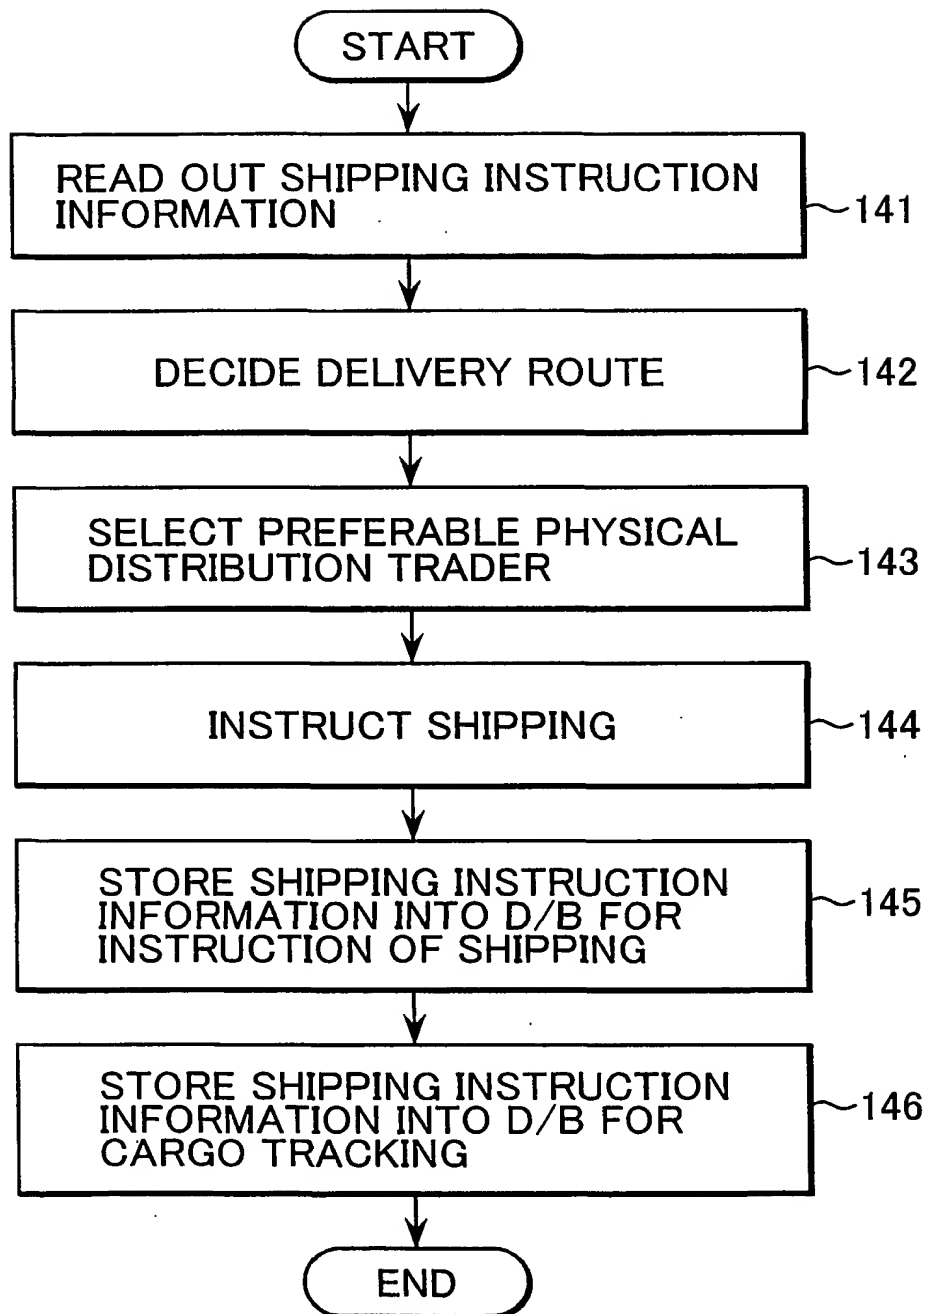 START
READ OUT SHIPPING INSTRUCTION
INFORMATION
141
DECIDE DELIVERY ROUTE
142
SELECT PREFERABLE PHYSICAL
DISTRIBUTION TRADER
143
INSTRUCT SHIPPING
144
STORE SHIPPING INSTRUCTION
INFORMATION INTO D/B FOR
INSTRUCTION OF SHIPPING
145
STORE SHIPPING INSTRUCTION
INFORMATION INTO D/B FOR
CARGO TRACKING
146
END